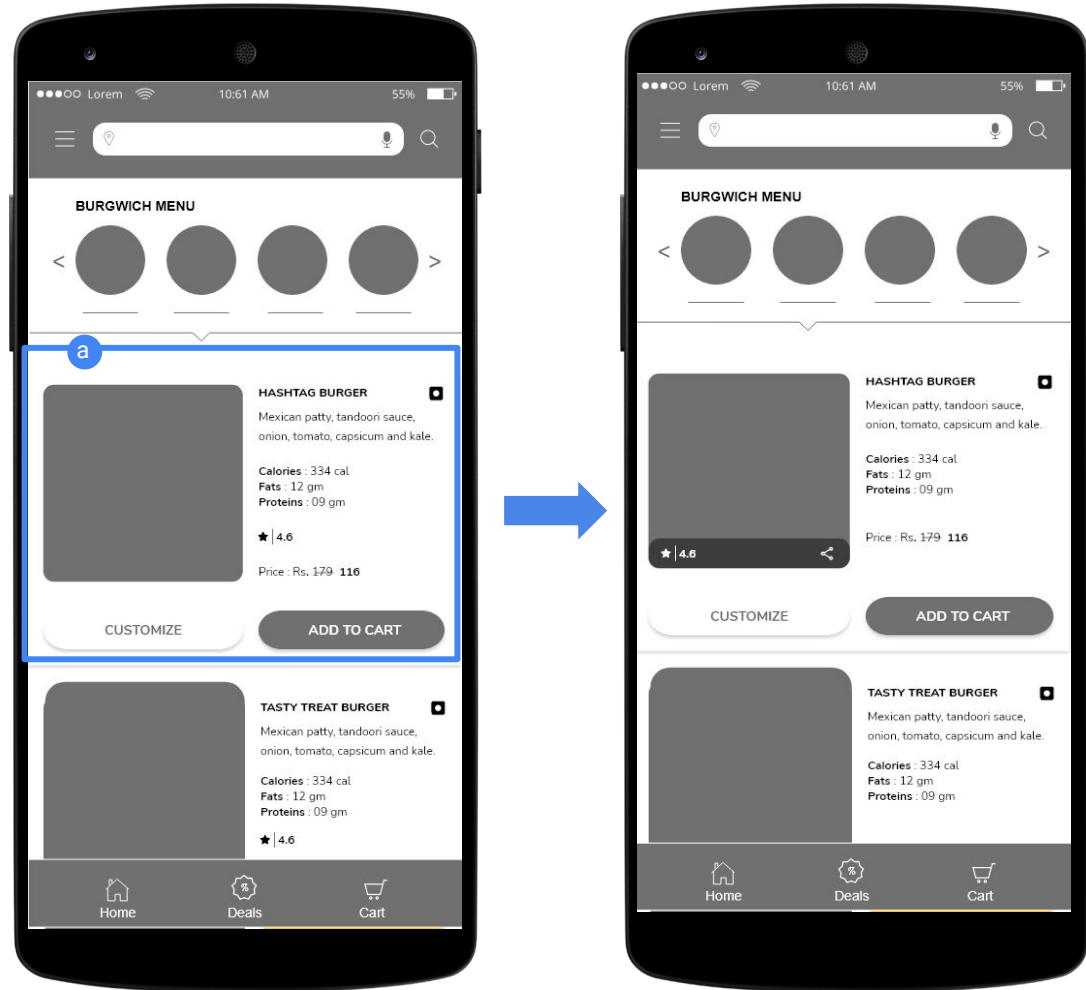 ●●●○○ Lorem 10:61 AM 55%
BURGWICH MENU
< >
a
HASHTAG BURGER
Mexican patty, tandoori sauce,
onion, tomato, capsicum and kale.
Calories : 334 cal
Fats : 12 gm
Proteins : 09 gm
★ | 4.6
Price : Rs. 179 116
CUSTOMIZE ADD TO CART
TASTY TREAT BURGER
Mexican patty, tandoori sauce,
onion, tomato, capsicum and kale.
Calories : 334 cal
Fats : 12 gm
Proteins : 09 gm
★ | 4.6
% 
Home Deals Cart
●●●○○ Lorem 10:61 AM 55%
BURGWICH MENU
< >
HASHTAG BURGER
Mexican patty, tandoori sauce,
onion, tomato, capsicum and kale.
Calories : 334 cal
Fats : 12 gm
Proteins : 09 gm
★ | 4.6
Price : Rs. 179 116
CUSTOMIZE ADD TO CART
TASTY TREAT BURGER
Mexican patty, tandoori sauce,
onion, tomato, capsicum and kale.
Calories : 334 cal
Fats : 12 gm
Proteins : 09 gm
%
Home Deals Cart